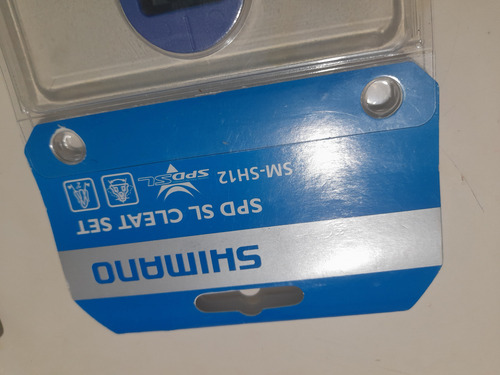 SHIMANO
SPD SL CLEAT SET
SPD-SL SM-SH12